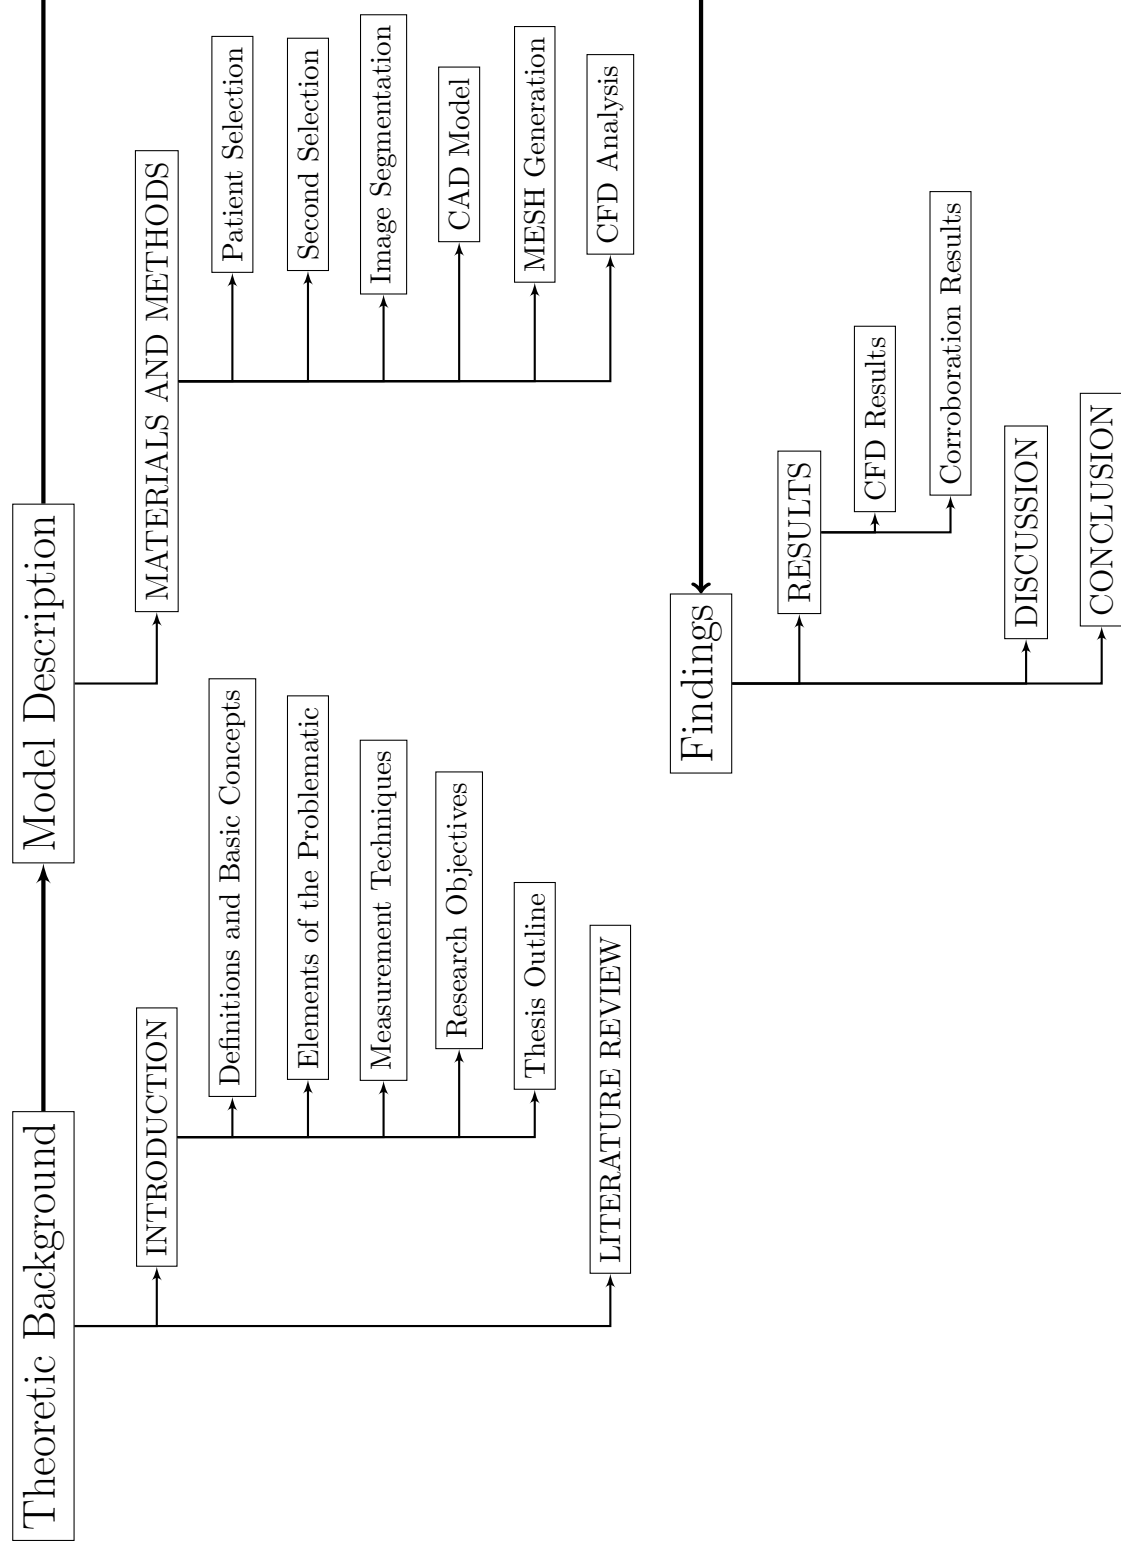 Theoretic Background
INTRODUCTION
Definitions and Basic Concepts
Elements of the Problematic
Measurement Techniques
Research Objectives
Thesis Outline
LITERATURE REVIEW
Model Description
MATERIALS AND METHODS
Patient Selection
Second Selection
Image Segmentation
CAD Model
MESH Generation
CFD Analysis
Findings
RESULTS
CFD Results
Corroboration Results
DISCUSSION
CONCLUSION